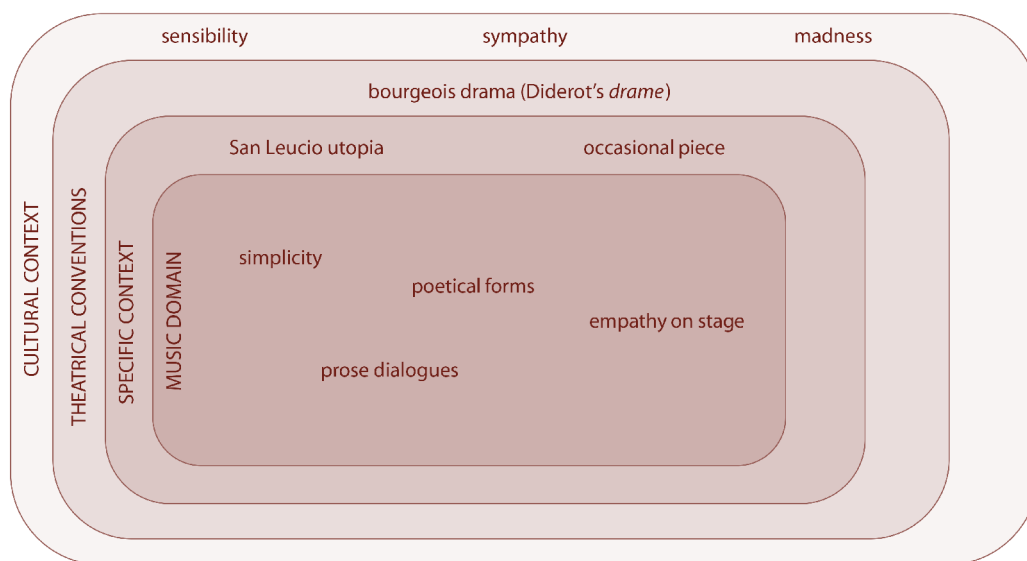 sensibility sympathy madness
bourgeois drama (Diderot's drame)
San Leucio utopia occasional piece
simplicity
poetical forms
empathy on stage
prose dialogues
CULTURAL CONTEXT
THEATRICAL CONVENTIONS
SPECIFIC CONTEXT
MUSIC DOMAIN